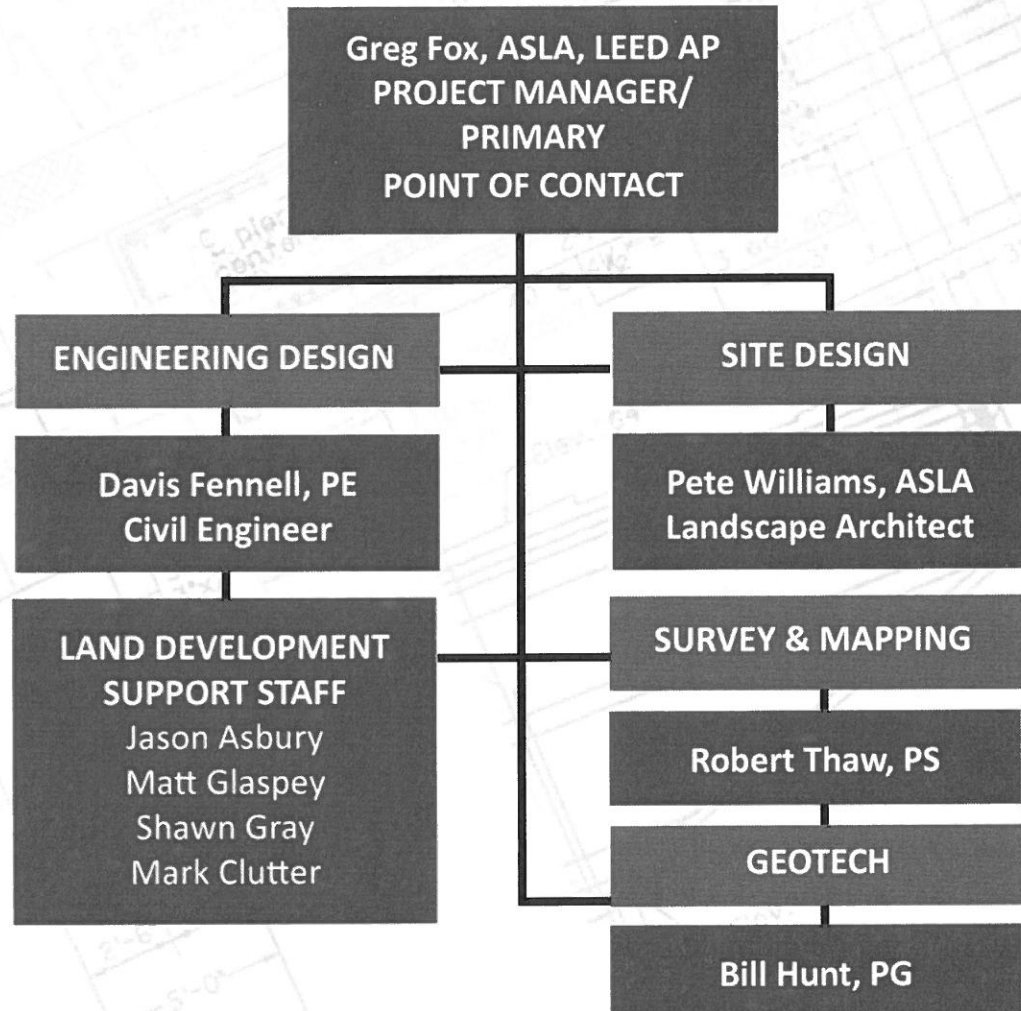 Greg Fox, ASLA, LEED AP
PROJECT MANAGER/
PRIMARY
POINT OF CONTACT
ENGINEERING DESIGN
Davis Fennell, PE
Civil Engineer
LAND DEVELOPMENT
SUPPORT STAFF
Jason Asbury
Matt Glaspey
Shawn Gray
Mark Clutter
SITE DESIGN
Pete Williams, ASLA
Landscape Architect
SURVEY & MAPPING
Robert Thaw, PS
GEOTECH
Bill Hunt, PG